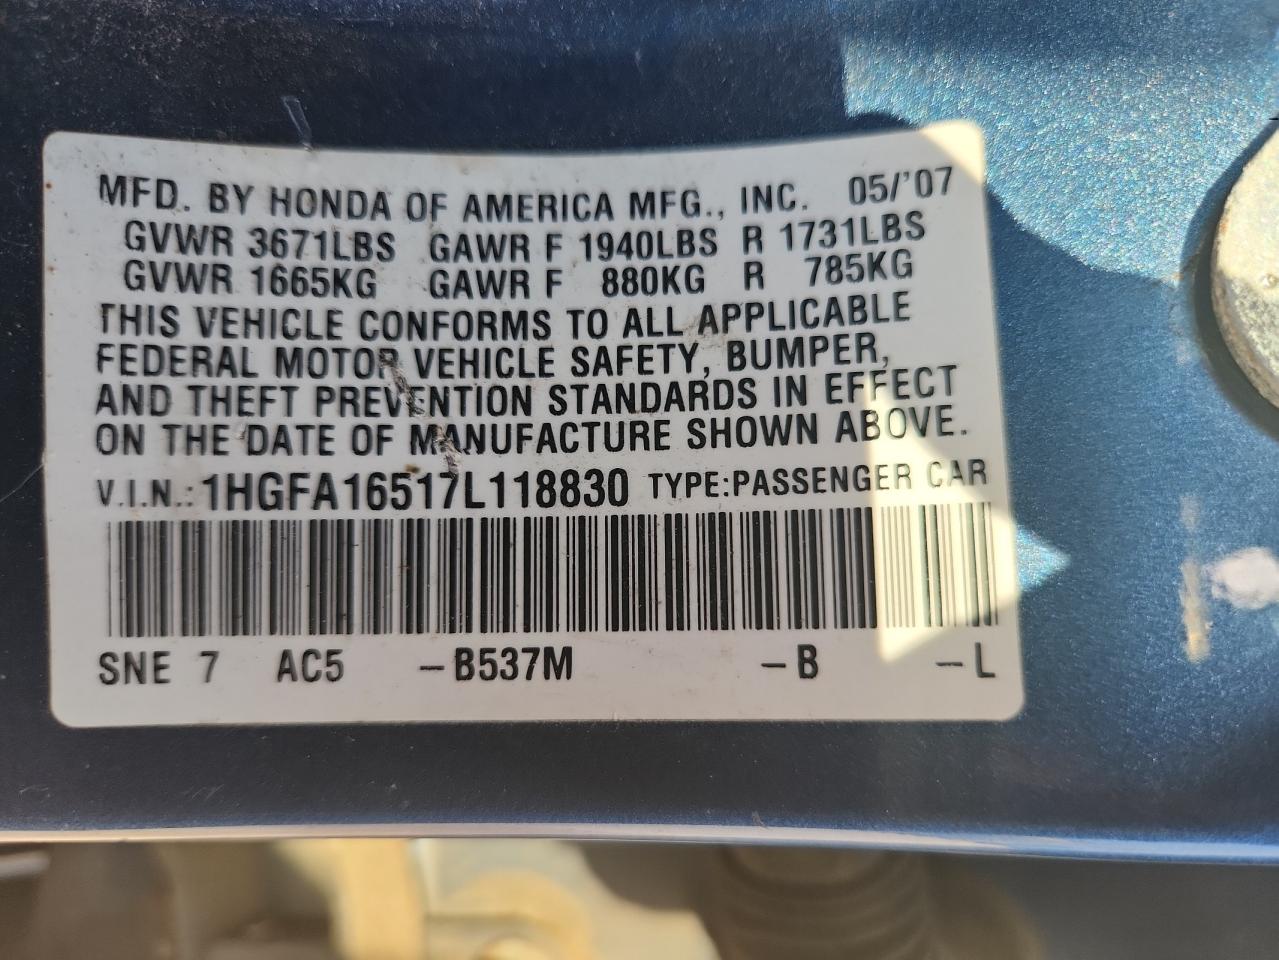 MFD. BY HONDA OF AMERICA MFG., INC. 05/'07
GVWR 3671LBS GAWR F 1940LBS R 1731LBS
GVWR 1665KG GAWR F 880KG R 785KG
THIS VEHICLE CONFORMS TO ALL APPLICABLE
FEDERAL MOTOR VEHICLE SAFETY, BUMPER,
AND THEFT PREVENTION STANDARDS IN EFFECT
ON THE DATE OF MANUFACTURE SHOWN ABOVE.
V.I.N.: 1HGFA16517L118830 TYPE:PASSENGER CAR
SNE 7 AC5 -B537M -B -L